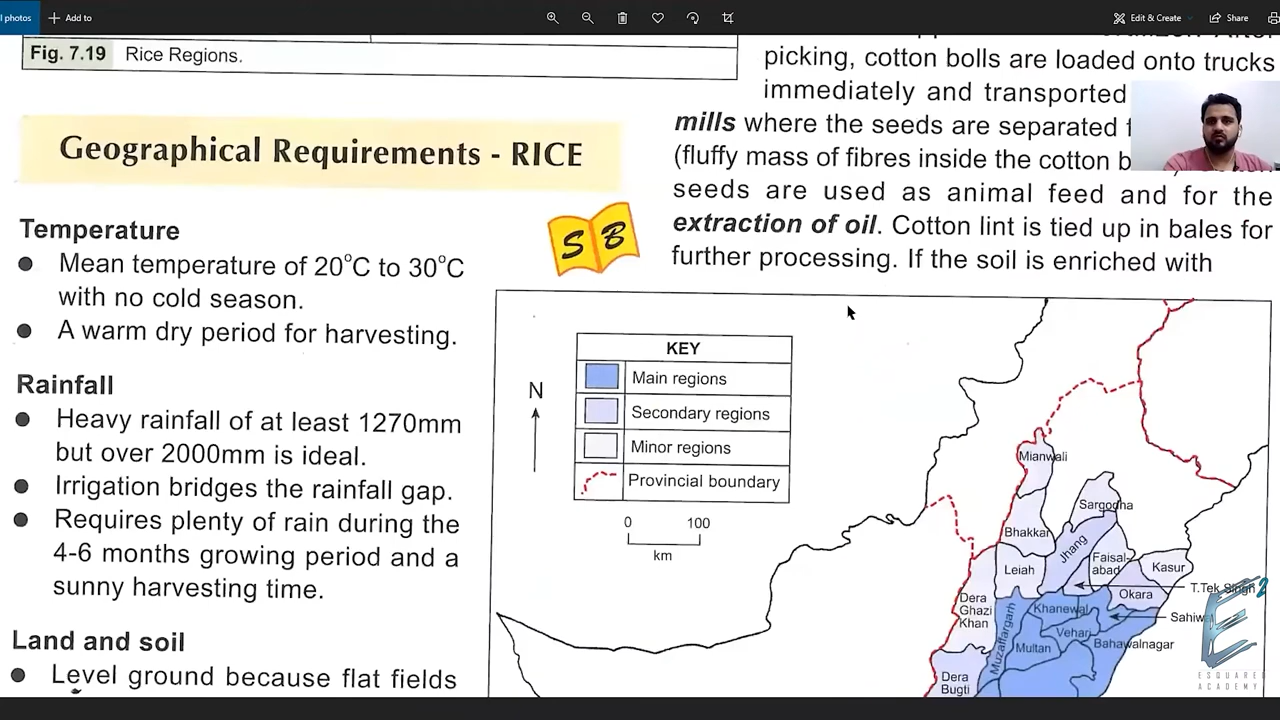 l photos
Add to
Edit & Create
Share
Fig. 7.19 Rice Regions.
Geographical Requirements - RICE
Temperature
Mean temperature of 20°C to 30°C
with no cold season.
A warm dry period for harvesting.
Rainfall
Heavy rainfall of at least 1270mm
but over 2000mm is ideal.
Irrigation bridges the rainfall gap.
Requires plenty of rain during the
4-6 months growing period and a
sunny harvesting time.
Land and soil
Level ground because flat fields
S B
picking, cotton bolls are loaded onto trucks
immediately and transported
mills where the seeds are separated
(fluffy mass of fibres inside the cotton
seeds are used as animal feed and for the
extraction of oil. Cotton lint is tied up in bales for
further processing. If the soil is enriched with
KEY
Main regions
Secondary regions
Minor regions
Provincial boundary
N
0 100
km
Mianwali
Sargodha
Bhakkar
Jhang
Faisal-
abad
Kasur
Leiah
T.Tek Singh
Okara
Dera
Ghazi
Khan
Muzaffargarh
Khanewal
Sahiw
Vehari
Multan
Bahawalnagar
Dera
Bugti
E2
ESQUARED
ACADEMY